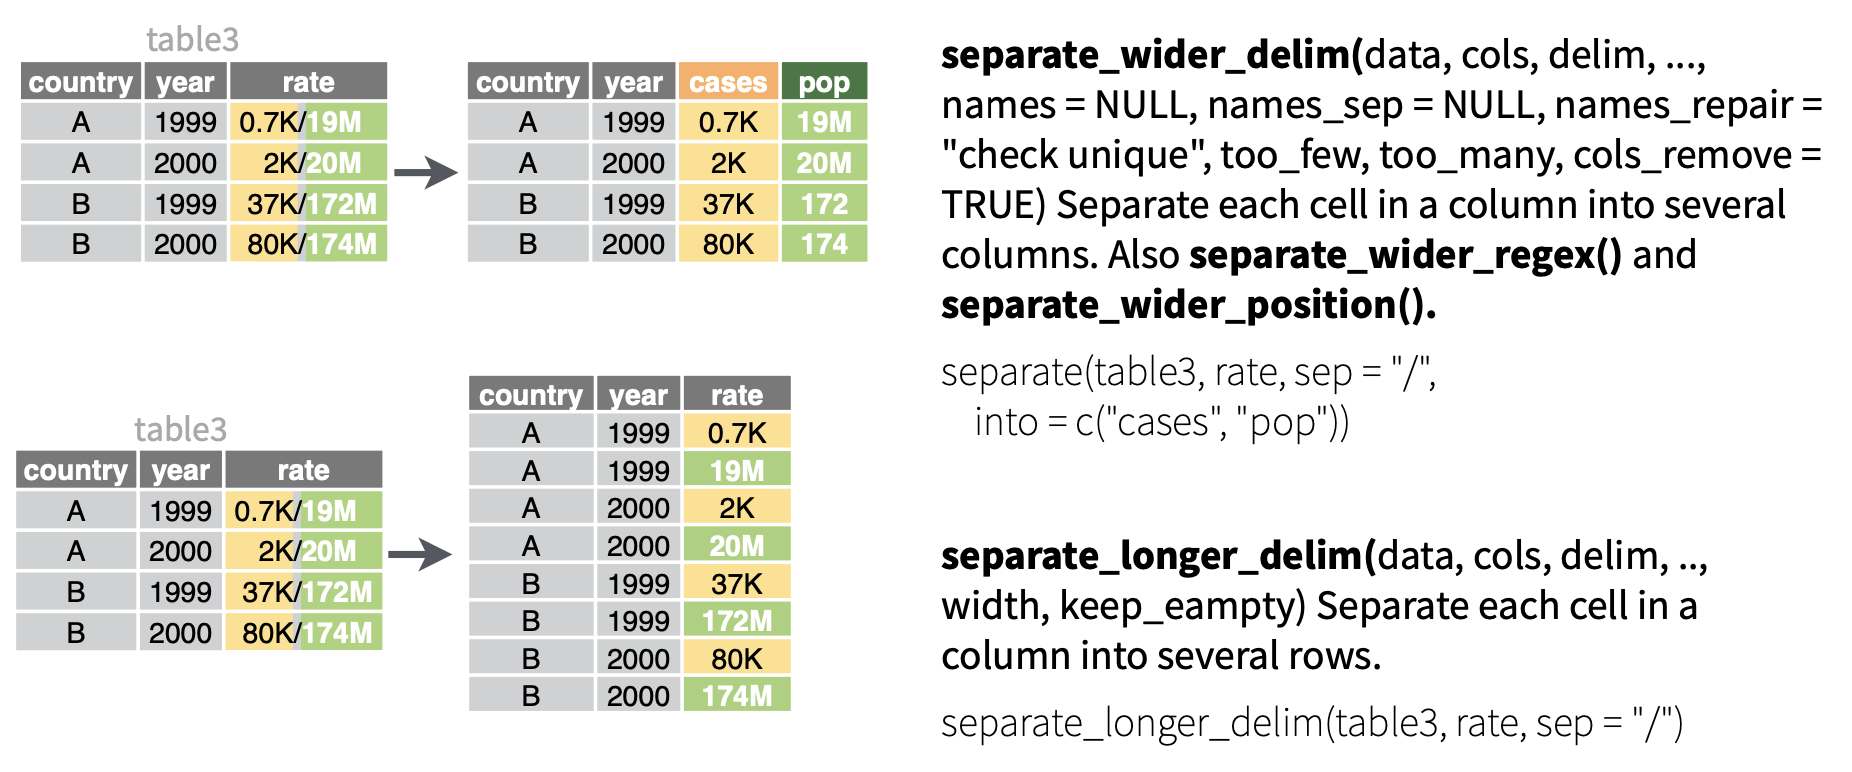 table3
country year rate
A 1999 0.7K/19M
A 2000 2K/20M
B 1999 37K/172M
B 2000 80K/174M
country year cases pop
A 1999 0.7K 19M
A 2000 2K 20M
B 1999 37K 172
B 2000 80K 174
separate_wider_delim(data, cols, delim, ...,
names = NULL, names_sep = NULL, names_repair =
"check unique", too_few, too_many, cols_remove =
TRUE) Separate each cell in a column into several
columns. Also separate_wider_regex() and
separate_wider_position().
separate(table3, rate, sep = "/",
into = c("cases", "pop"))
table3
country year rate
A 1999 0.7K/19M
A 2000 2K/20M
B 1999 37K/172M
B 2000 80K/174M
country year rate
A 1999 0.7K
A 1999 19M
A 2000 2K
A 2000 20M
B 1999 37K
B 1999 172M
B 2000 80K
B 2000 174M
separate_longer_delim(data, cols, delim, ..,
width, keep_eampty) Separate each cell in a
column into several rows.
separate_longer_delim(table3, rate, sep = "/")